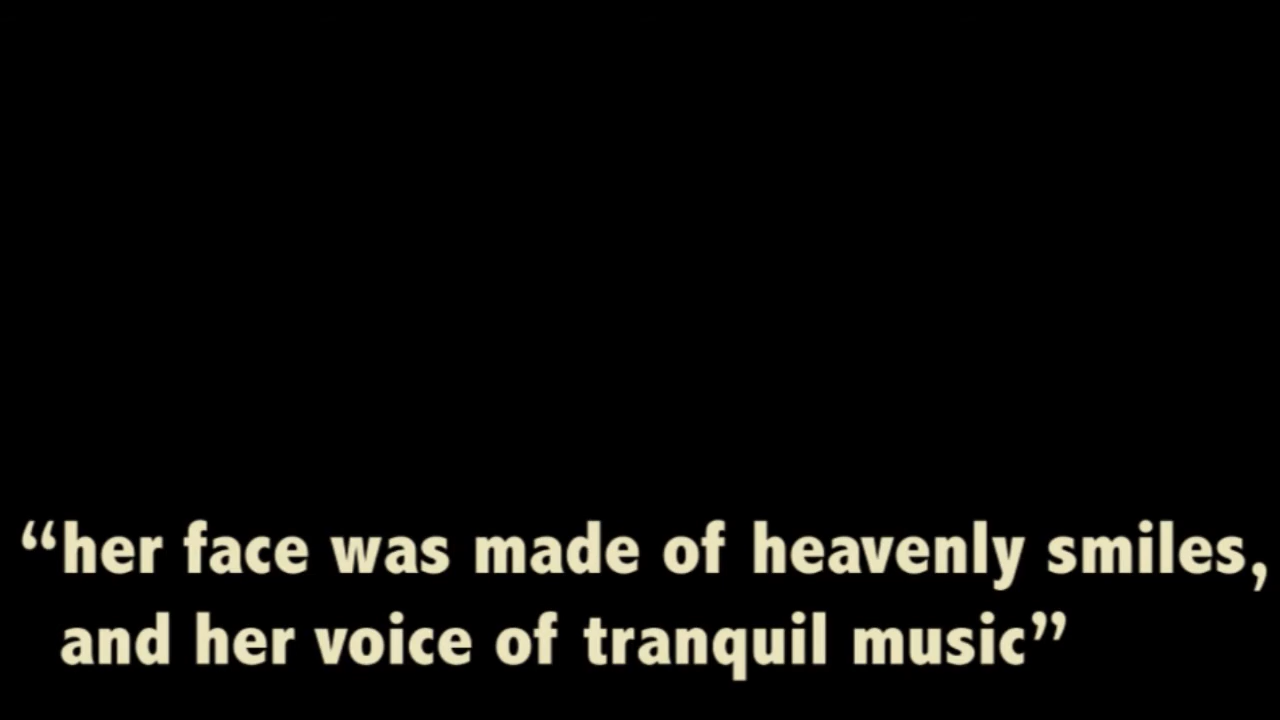 “her face was made of heavenly smiles,
and her voice of tranquil music”